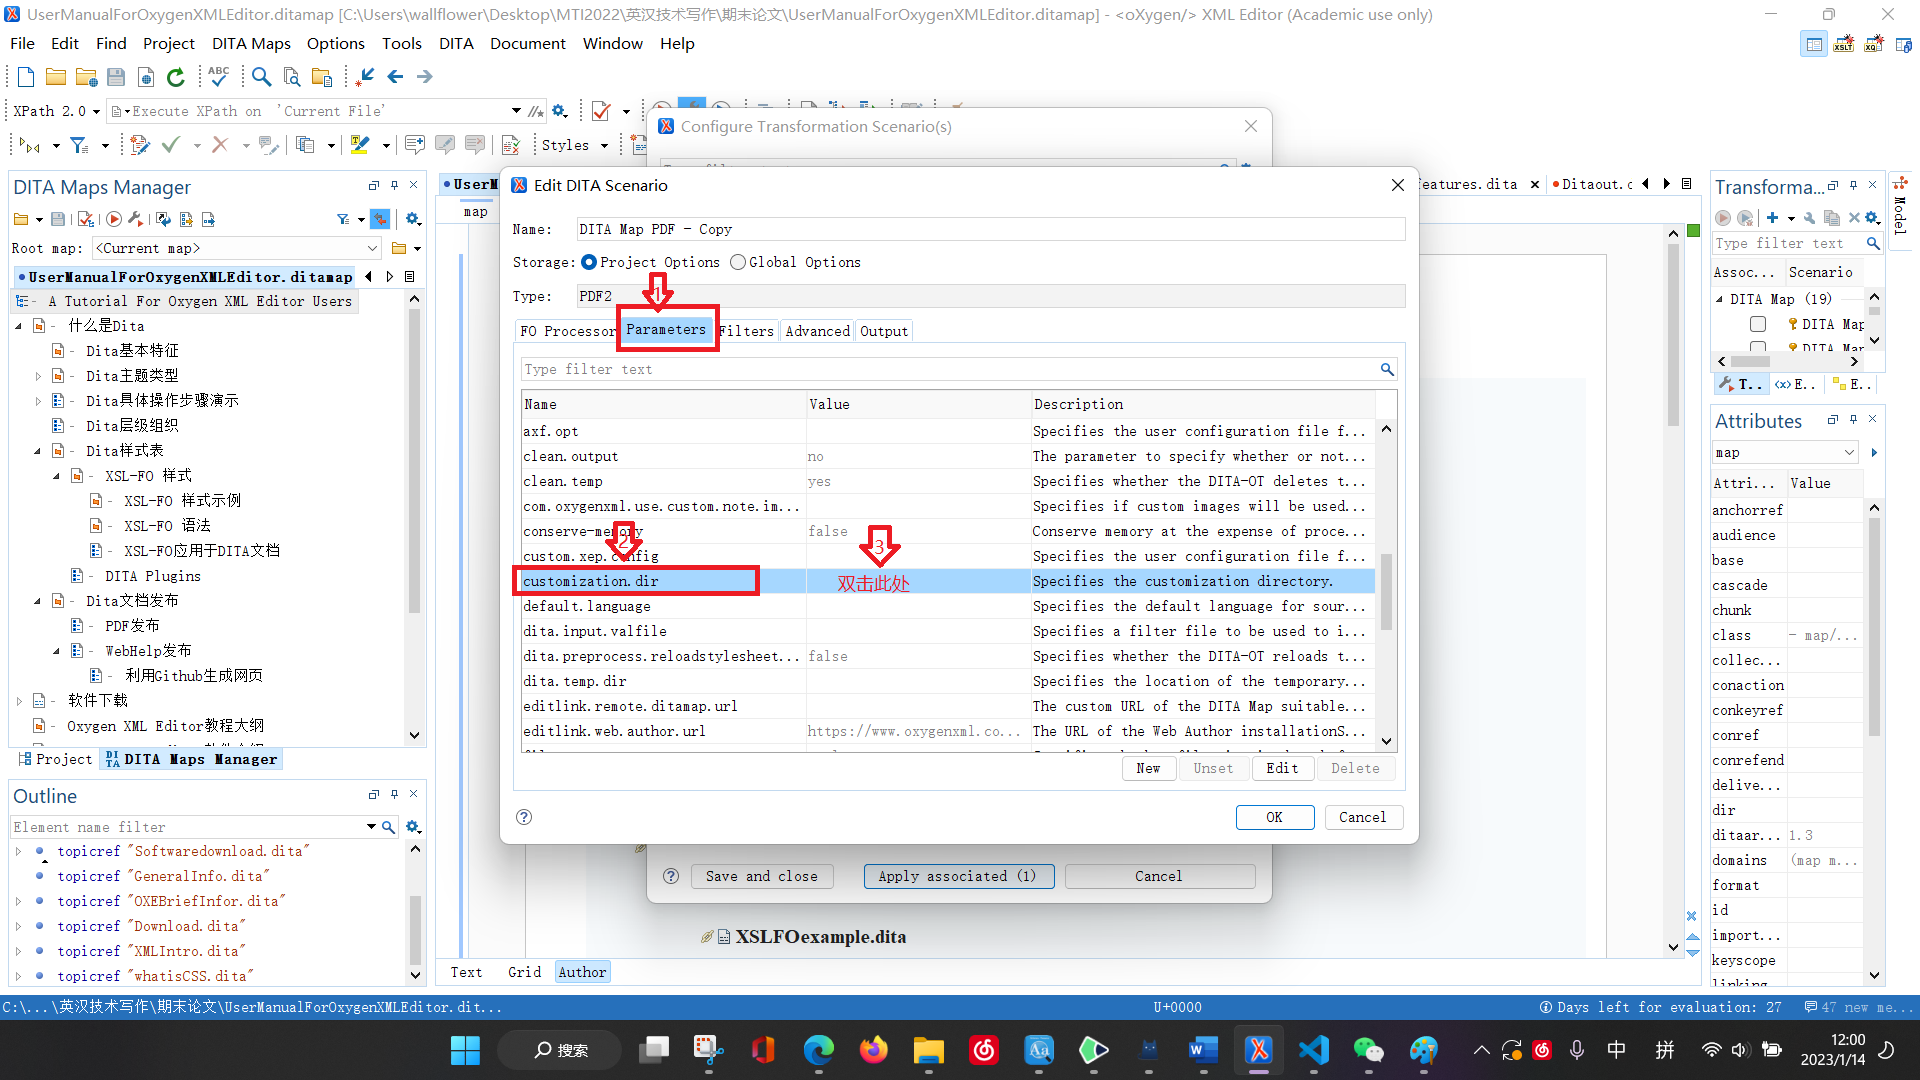 UserManualForOxygenXMLEditor.ditamap [C:\Users\wallflower\Desktop\MTI2022\英汉技术写作\期末论文\UserManualForOxygenXMLEditor.ditamap] - <oXygen/> XML Editor (Academic use only)
File Edit Find Project DITA Maps Options Tools DITA Document Window Help
XPath 2.0 Execute XPath on 'Current File'
Styles
Configure Transformation Scenario(s)
DITA Maps Manager
Root map: <Current map>
UserManualForOxygenXMLEditor.ditamap
A Tutorial For Oxygen XML Editor Users
什么是Dita
Dita基本特征
Dita主题类型
Dita具体操作步骤演示
Dita层级组织
Dita样式表
XSL-FO 样式
XSL-FO 样式示例
XSL-FO 语法
XSL-FO应用于DITA文档
DITA Plugins
Dita文档发布
PDF发布
WebHelp发布
利用Github生成网页
软件下载
Oxygen XML Editor教程大纲
Project DITA Maps Manager
Outline
Element name filter
topicref "Softwaredownload.dita"
topicref "GeneralInfo.dita"
topicref "OXEBriefInfor.dita"
topicref "Download.dita"
topicref "XMLIntro.dita"
topicref "whatisCSS.dita"
UserM
features.dita Ditaout.c
map
Edit DITA Scenario
Name: DITA Map PDF - Copy
Storage: Project Options Global Options
Type: PDF2
1
FO Processor Parameters Filters Advanced Output
Type filter text
Name Value Description
axf.opt Specifies the user configuration file f...
clean.output no The parameter to specify whether or not...
clean.temp yes Specifies whether the DITA-OT deletes t...
com.oxygenxml.use.custom.note.im... Specifies if custom images will be used...
conserve-memory false Conserve memory at the expense of proce...
2 3
custom.xep.config Specifies the user configuration file f...
customization.dir 双击此处 Specifies the customization directory.
default.language Specifies the default language for sour...
dita.input.valfile Specifies a filter file to be used to i...
dita.preprocess.reloadstylesheet... false Specifies whether the DITA-OT reloads t...
dita.temp.dir Specifies the location of the temporary...
editlink.remote.ditamap.url The custom URL of the DITA Map suitable...
editlink.web.author.url https://www.oxygenxml.co... The URL of the Web Author installationS...
New Unset Edit Delete
OK Cancel
Save and close Apply associated (1) Cancel
XSLFOexample.dita
Text Grid Author
Transforma...
Type filter text
Assoc... Scenario
DITA Map (19)
DITA Map
DITA Map
T.. E.. E..
Model
Attributes
map
Attri... Value
anchorref
audience
base
cascade
chunk
class - map/...
collec...
conaction
conkeyref
conref
conrefend
delive...
dir
ditaar... 1.3
domains (map m...
format
id
import...
keyscope
linking
C:\...\英汉技术写作\期末论文\UserManualForOxygenXMLEditor.dit...
U+0000
Days left for evaluation: 27
47 new me...
搜索
中 拼
12:00
2023/1/14